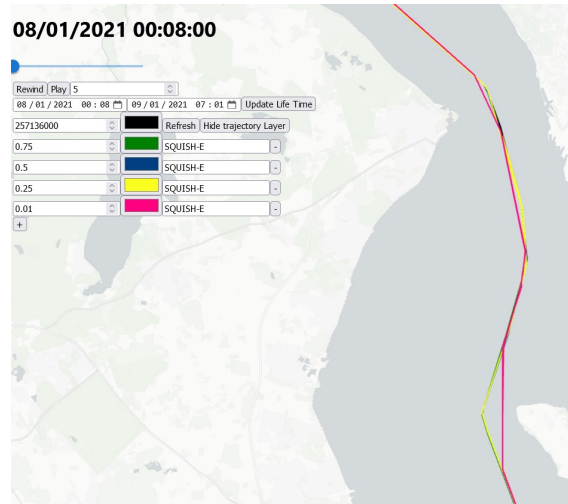 08/01/2021 00:08:00
Rewind Play 5
08/01/2021 00:08 09/01/2021 07:01 Update Life Time
257136000 Refresh Hide trajectory Layer
0.75 SQUISH-E -
0.5 SQUISH-E -
0.25 SQUISH-E -
0.01 SQUISH-E -
+